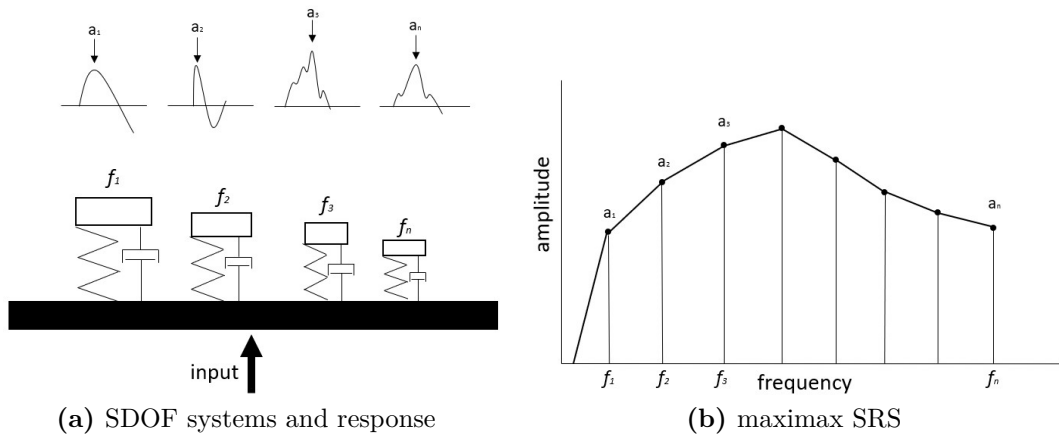 a₁ a₂ a₃ aₙ
f₁
f₂
f₃
fₙ
input
(a) SDOF systems and response
amplitude
a₁
a₂
a₃
aₙ
f₁ f₂ f₃ frequency fₙ
(b) maximax SRS